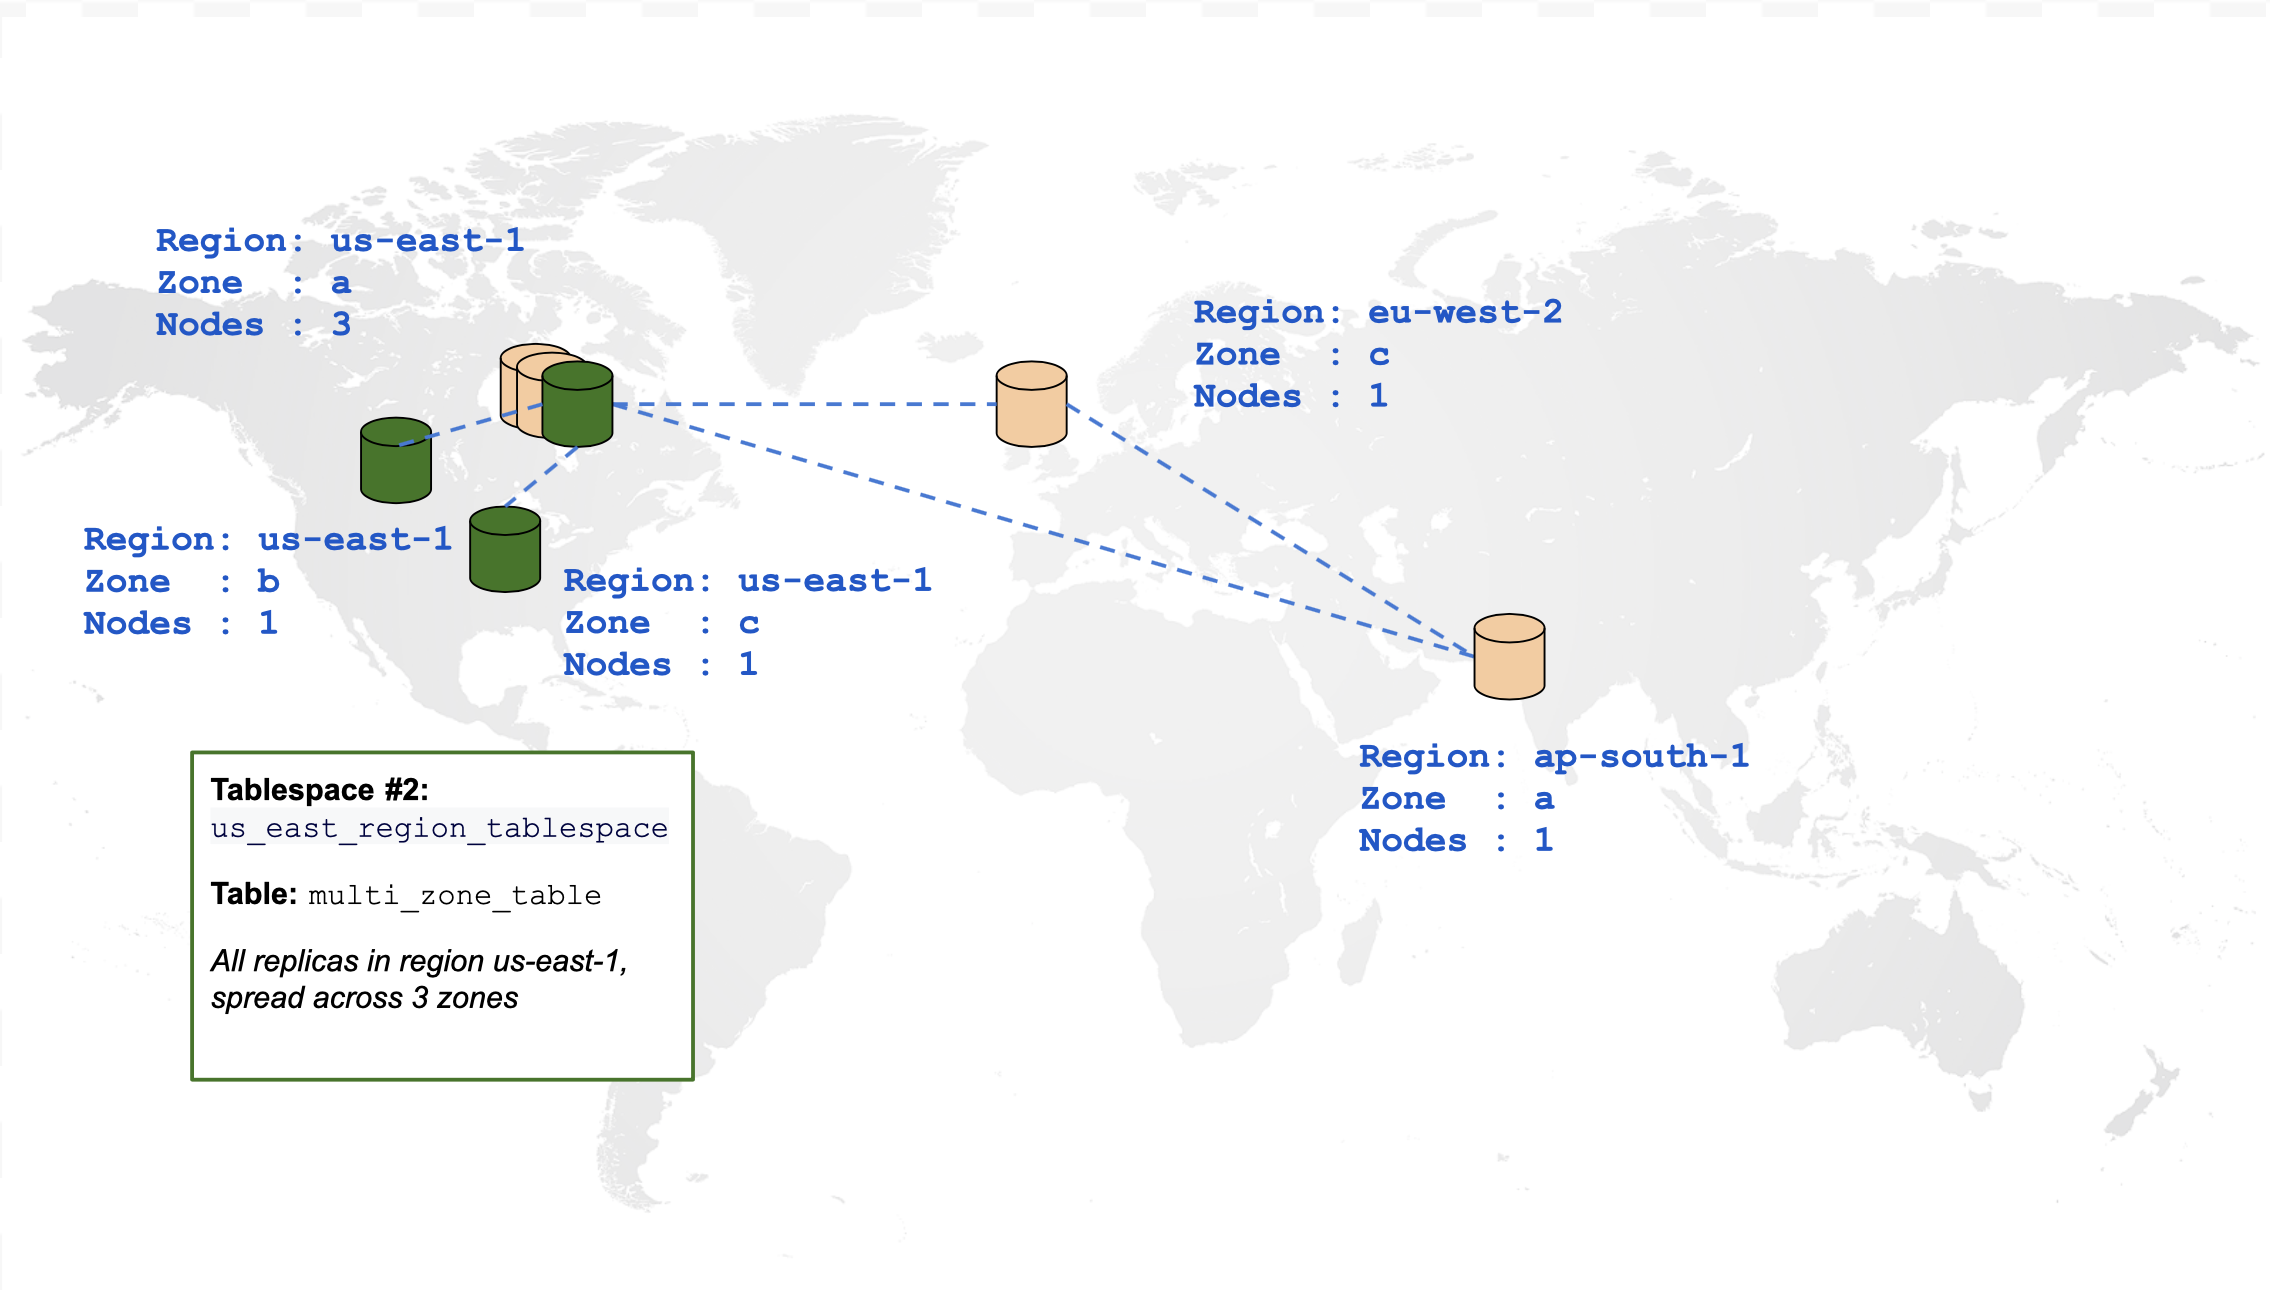 Region: us-east-1
Zone  : a
Nodes : 3
Region: eu-west-2
Zone  : c
Nodes : 1
Region: us-east-1
Zone  : b
Nodes : 1
Region: us-east-1
Zone  : c
Nodes : 1
Region: ap-south-1
Zone  : a
Nodes : 1
Tablespace #2:
us_east_region_tablespace
Table: multi_zone_table
All replicas in region us-east-1,
spread across 3 zones